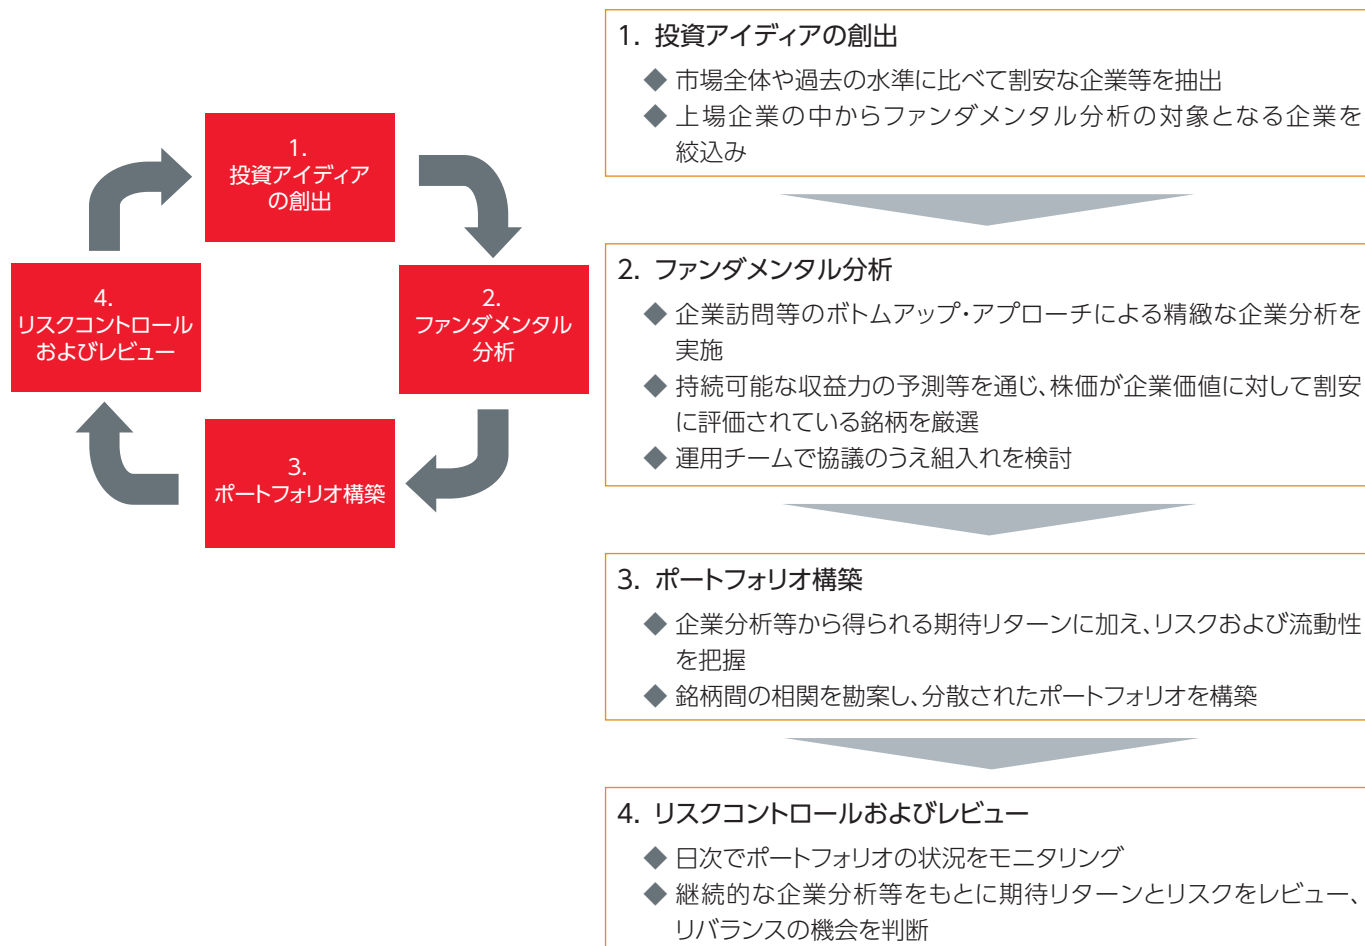 1.
投資アイディア
の創出
2.
ファンダメンタル
分析
3.
ポートフォリオ構築
4.
リスクコントロール
およびレビュー
1. 投資アイディアの創出
◆ 市場全体や過去の水準に比べて割安な企業等を抽出
◆ 上場企業の中からファンダメンタル分析の対象となる企業を
絞込み
2. ファンダメンタル分析
◆ 企業訪問等のボトムアップ・アプローチによる精緻な企業分析を
実施
◆ 持続可能な収益力の予測等を通じ、株価が企業価値に対して割安
に評価されている銘柄を厳選
◆ 運用チームで協議のうえ組入れを検討
3. ポートフォリオ構築
◆ 企業分析等から得られる期待リターンに加え、リスクおよび流動性
を把握
◆ 銘柄間の相関を勘案し、分散されたポートフォリオを構築
4. リスクコントロールおよびレビュー
◆ 日次でポートフォリオの状況をモニタリング
◆ 継続的な企業分析等をもとに期待リターンとリスクをレビュー、
リバランスの機会を判断